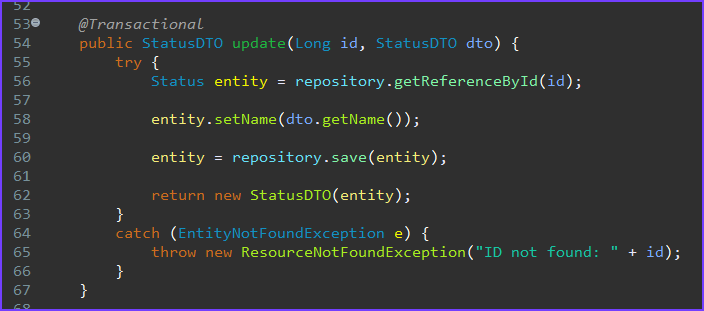 52
53 @Transactional
54 public StatusDTO update(Long id, StatusDTO dto) {
55 try {
56 Status entity = repository.getReferenceById(id);
57
58 entity.setName(dto.getName());
59
60 entity = repository.save(entity);
61
62 return new StatusDTO(entity);
63 }
64 catch (EntityNotFoundException e) {
65 throw new ResourceNotFoundException("ID not found: " + id);
66 }
67 }
68